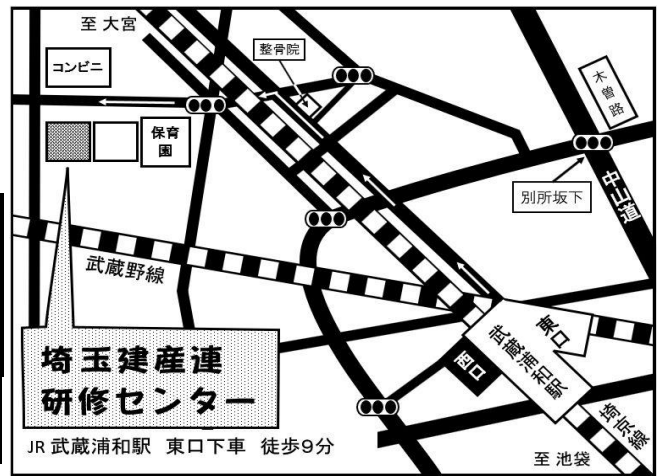 至 大宮
整骨院
コンビニ
木曽路
保育
園
別所坂下
中山道
武蔵野線
東口
武蔵浦和駅
西口
埼玉建産連
研修センター
埼京線
JR 武蔵浦和駅 東口下車 徒歩9分
至 池袋